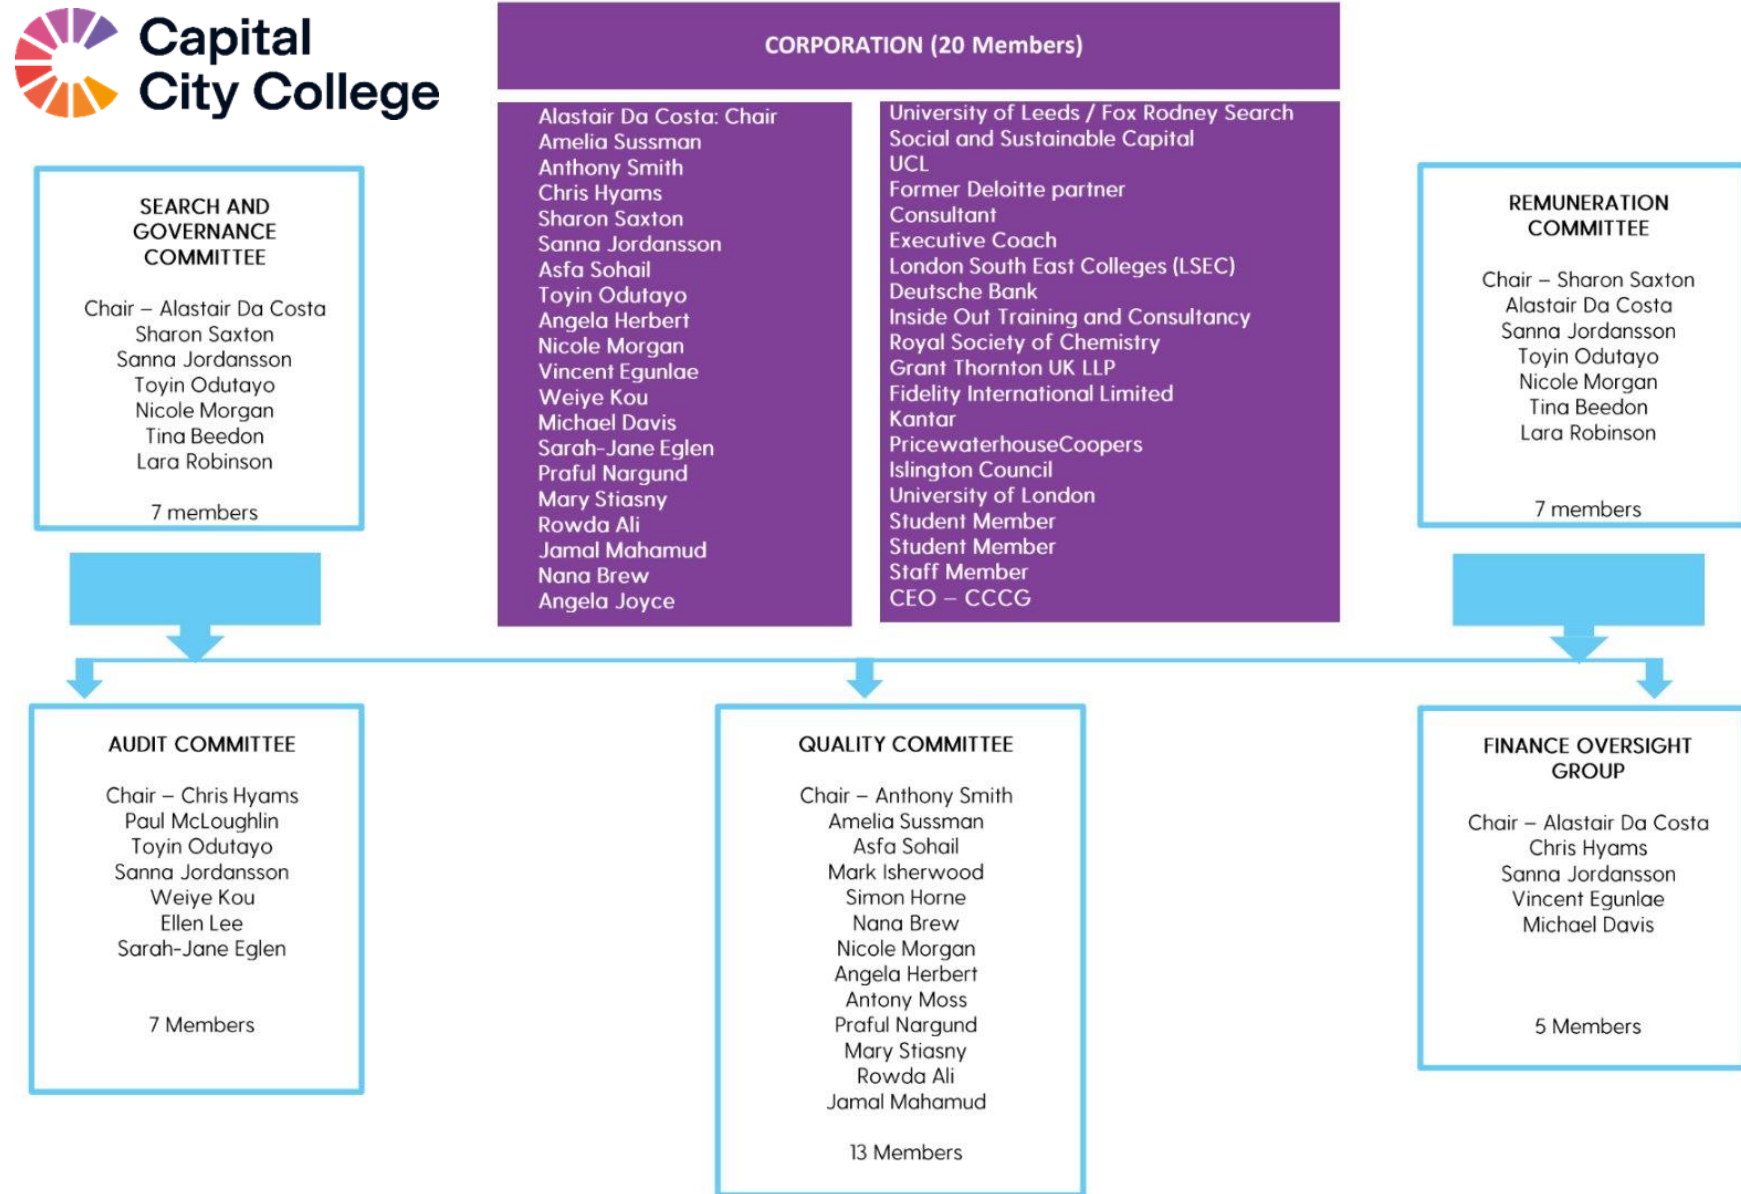 Capital
City College
CORPORATION (20 Members)
Alastair Da Costa: Chair
Amelia Sussman
Anthony Smith
Chris Hyams
Sharon Saxton
Sanna Jordansson
Asfa Sohail
Toyin Odutayo
Angela Herbert
Nicole Morgan
Vincent Egunlae
Weiye Kou
Michael Davis
Sarah-Jane Eglen
Praful Nargund
Mary Stiasny
Rowda Ali
Jamal Mahamud
Nana Brew
Angela Joyce
University of Leeds / Fox Rodney Search
Social and Sustainable Capital
UCL
Former Deloitte partner
Consultant
Executive Coach
London South East Colleges (LSEC)
Deutsche Bank
Inside Out Training and Consultancy
Royal Society of Chemistry
Grant Thornton UK LLP
Fidelity International Limited
Kantar
PricewaterhouseCoopers
Islington Council
University of London
Student Member
Student Member
Staff Member
CEO – CCCG
SEARCH AND
GOVERNANCE
COMMITTEE
Chair – Alastair Da Costa
Sharon Saxton
Sanna Jordansson
Toyin Odutayo
Nicole Morgan
Tina Beedon
Lara Robinson
7 members
REMUNERATION
COMMITTEE
Chair – Sharon Saxton
Alastair Da Costa
Sanna Jordansson
Toyin Odutayo
Nicole Morgan
Tina Beedon
Lara Robinson
7 members
AUDIT COMMITTEE
Chair – Chris Hyams
Paul McLoughlin
Toyin Odutayo
Sanna Jordansson
Weiye Kou
Ellen Lee
Sarah-Jane Eglen
7 Members
QUALITY COMMITTEE
Chair – Anthony Smith
Amelia Sussman
Asfa Sohail
Mark Isherwood
Simon Horne
Nana Brew
Nicole Morgan
Angela Herbert
Antony Moss
Praful Nargund
Mary Stiasny
Rowda Ali
Jamal Mahamud
13 Members
FINANCE OVERSIGHT
GROUP
Chair – Alastair Da Costa
Chris Hyams
Sanna Jordansson
Vincent Egunlae
Michael Davis
5 Members